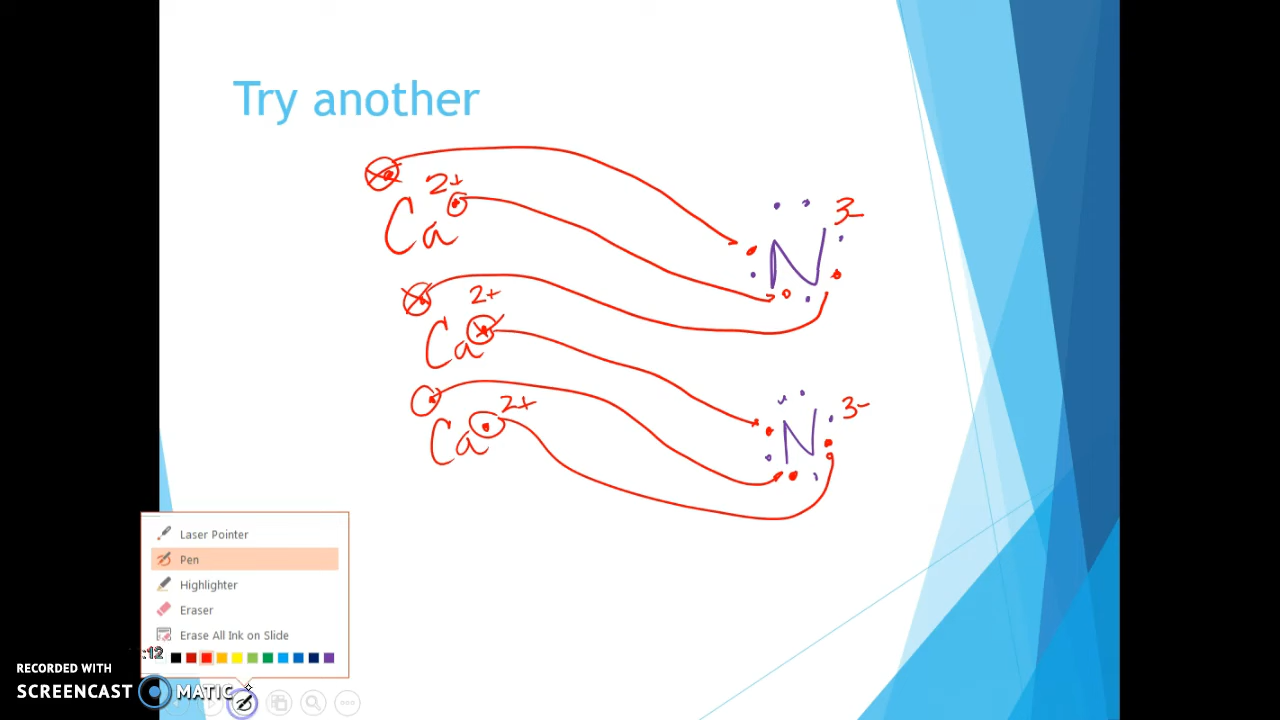 Try another
Ca 2+
N 3-
Ca 2+
Ca 2+
N 3-
Laser Pointer
Pen
Highlighter
Eraser
Erase All Ink on Slide
:12
RECORDED WITH
SCREENCAST MATIC